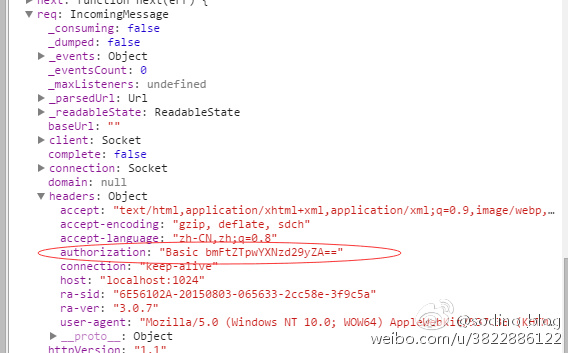 next: function next(err) {
req: IncomingMessage
_consuming: false
_dumped: false
_events: Object
_eventsCount: 0
_maxListeners: undefined
_parsedUrl: Url
_readableState: ReadableState
baseUrl: ""
client: Socket
complete: false
connection: Socket
domain: null
headers: Object
accept: "text/html,application/xhtml+xml,application/xml;q=0.9,image/webp,…
accept-encoding: "gzip, deflate, sdch"
accept-language: "zh-CN,zh;q=0.8"
authorization: "Basic bmFtZTpwYXNzd29yZA=="
connection: "keep-alive"
host: "localhost:1024"
ra-sid: "6E56102A-20150803-065633-2cc58e-3f9c5a"
ra-ver: "3.0.7"
user-agent: "Mozilla/5.0 (Windows NT 10.0; WOW64)
__proto__: Object
httpVersion: "1.1"
weibo.com/u/3822886122